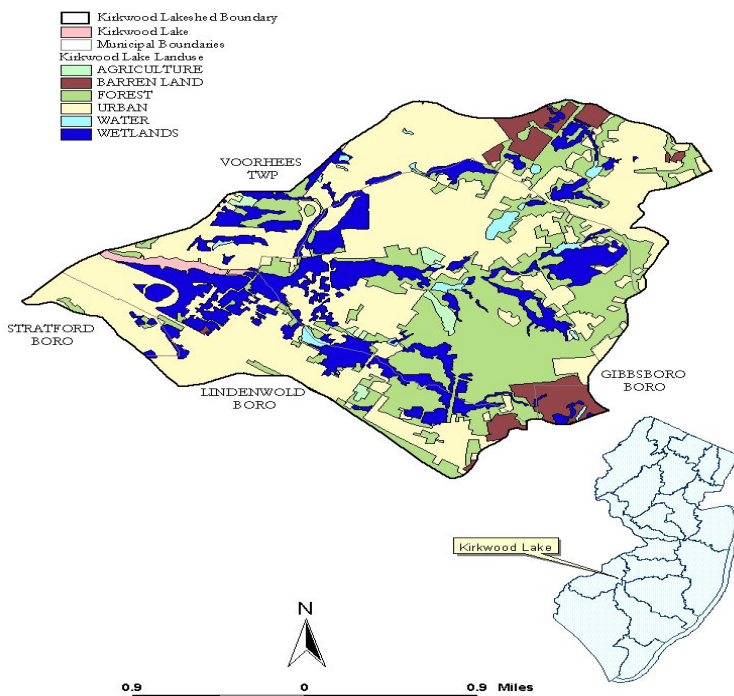 Kirkwood Lakeshed Boundary
Kirkwood Lake
Municipal Boundaries
Kirkwood Lake Landuse
AGRICULTURE
BARREN LAND
FOREST
URBAN
WATER
WETLANDS
VOORHEES
TWP
STRATFORD
BORO
LINDENWOLD
BORO
GIBBSBORO
BORO
Kirkwood Lake
N
0.9 0 0.9 Miles